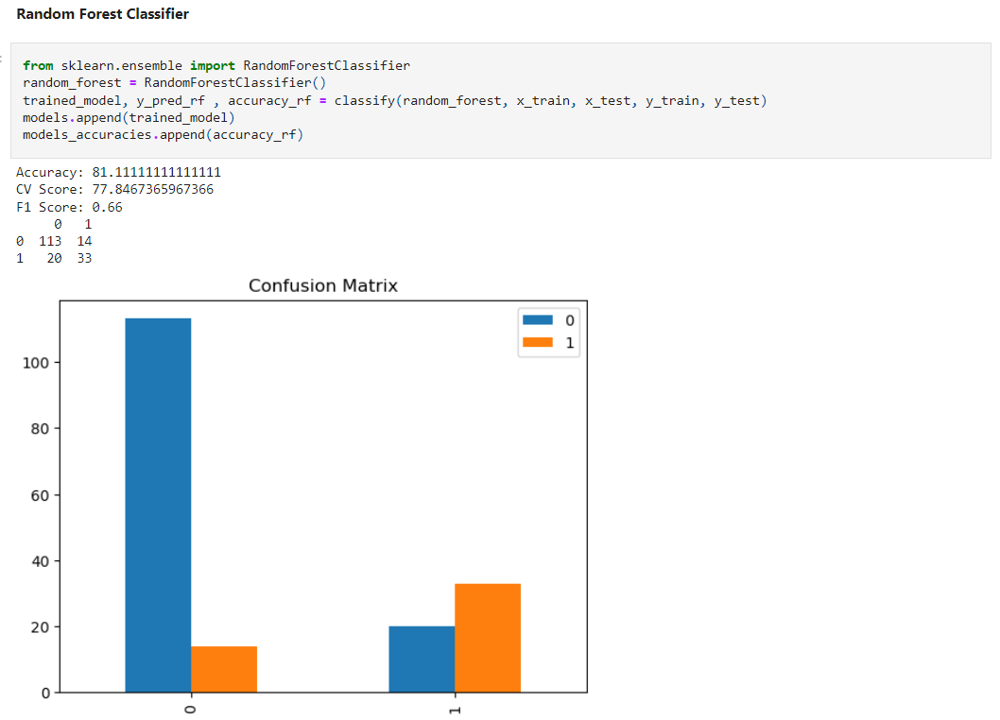 Random Forest Classifier
from sklearn.ensemble import RandomForestClassifier
random_forest = RandomForestClassifier()
trained_model, y_pred_rf , accuracy_rf = classify(random_forest, x_train, x_test, y_train, y_test)
models.append(trained_model)
models_accuracies.append(accuracy_rf)
Accuracy: 81.11111111111111
CV Score: 77.8467365967366
F1 Score: 0.66
0 1
0 113 14
1 20 33
Confusion Matrix
0
1
100
80
60
40
20
0
0
1